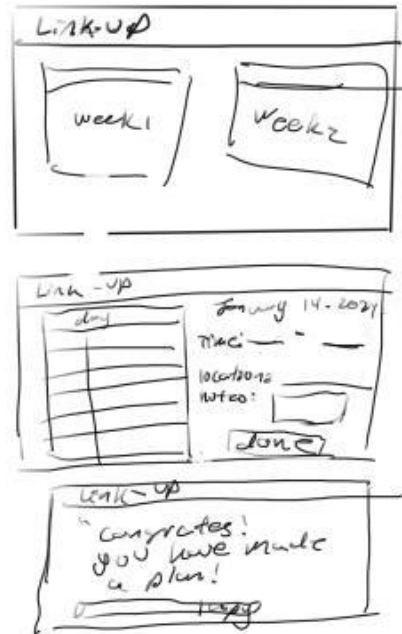 Link-UP
week1
Week2
Link-UP
day
January 14-2024
Time: — - —
locations
notes:
done
Link-UP
"congrates!
you have made
a plan!